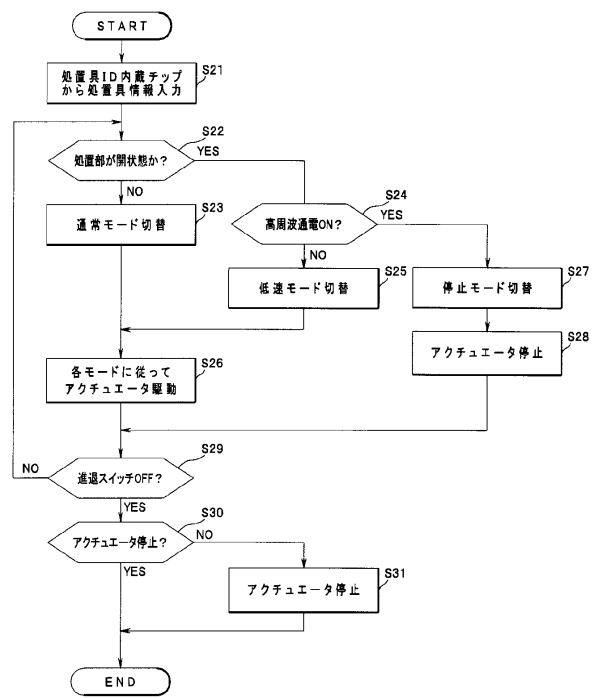 START
処置具ID内蔵チップ
から処置具情報入力
S21
処置部が開状態か?
S22
YES
NO
通常モード切替
S23
高周波通電ON?
S24
YES
NO
低速モード切替
S25
停止モード切替
S27
アクチュエータ停止
S28
各モードに従って
アクチュエータ駆動
S26
進退スイッチOFF?
S29
NO
YES
アクチュエータ停止?
S30
NO
YES
アクチュエータ停止
S31
END